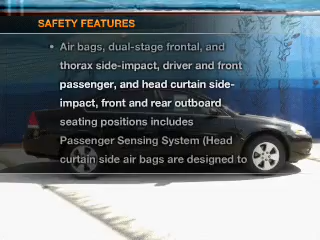 SAFETY FEATURES
• Air bags, dual-stage frontal, and
thorax side-impact, driver and front
passenger, and head curtain side-
impact, front and rear outboard
seating positions includes
Passenger Sensing System (Head
curtain side air bags are designed to